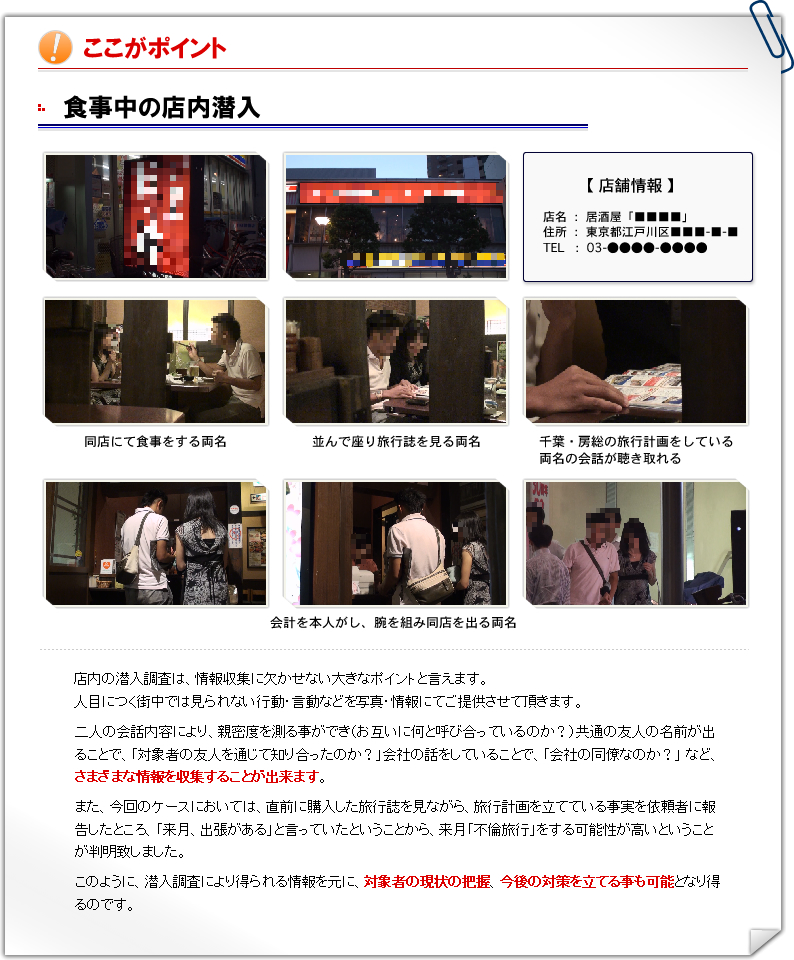 ここがポイント
食事中の店内潜入
【 店舗情報 】
店名 ： 居酒屋「■■■■」
住所 ： 東京都江戸川区■■■-■-■
TEL ： 03-●●●●-●●●●
同店にて食事をする両名
並んで座り旅行誌を見る両名
千葉・房総の旅行計画をしている
両名の会話が聴き取れる
会計を本人がし、腕を組み同店を出る両名
店内の潜入調査は、情報収集に欠かせない大きなポイントと言えます。
人目につく街中では見られない行動・言動などを写真・情報にてご提供させて頂きます。
二人の会話内容により、親密度を測る事ができ(お互いに何と呼び合っているのか？)共通の友人の名前が出
ることで、「対象者の友人を通じて知り合ったのか？」会社の話をしていることで、「会社の同僚なのか？」など、
さまざまな情報を収集することが出来ます。
また、今回のケースにおいては、直前に購入した旅行誌を見ながら、旅行計画を立てている事実を依頼者に報
告したところ、「来月、出張がある」と言っていたということから、来月「不倫旅行」をする可能性が高いということ
が判明致しました。
このように、潜入調査により得られる情報を元に、対象者の現状の把握、今後の対策を立てる事も可能となり得
るのです。